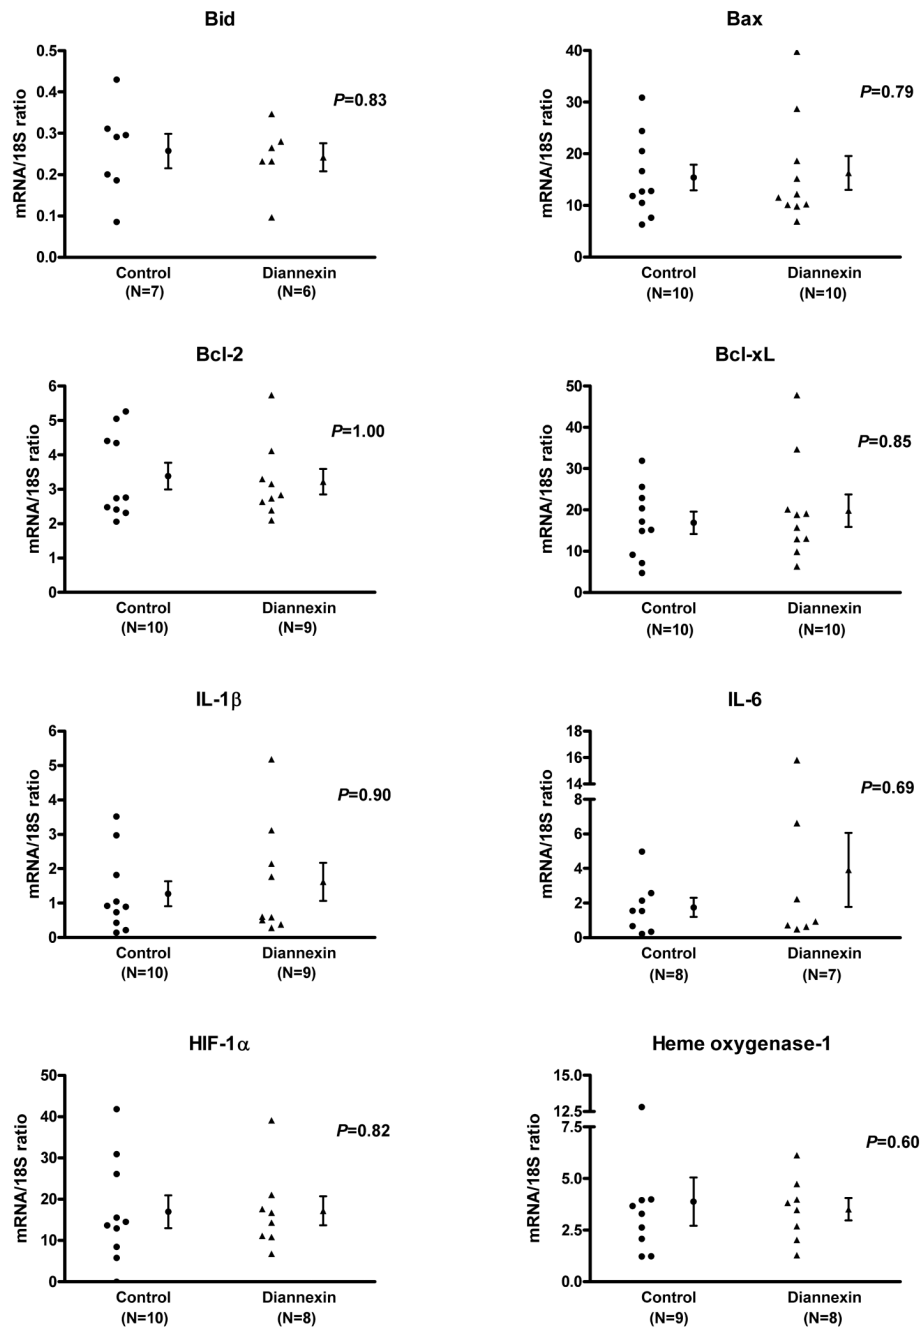 Bid
mRNA/18S ratio
0.5
0.4
0.3
0.2
0.1
0.0
P=0.83
Control
(N=7)
Diannexin
(N=6)
Bax
mRNA/18S ratio
40
30
20
10
0
P=0.79
Control
(N=10)
Diannexin
(N=10)
Bcl-2
mRNA/18S ratio
6
5
4
3
2
1
0
P=1.00
Control
(N=10)
Diannexin
(N=9)
Bcl-xL
mRNA/18S ratio
50
40
30
20
10
0
P=0.85
Control
(N=10)
Diannexin
(N=10)
IL-1β
mRNA/18S ratio
6
5
4
3
2
1
0
P=0.90
Control
(N=10)
Diannexin
(N=9)
IL-6
mRNA/18S ratio
18
16
14
8
6
4
2
0
P=0.69
Control
(N=8)
Diannexin
(N=7)
HIF-1α
mRNA/18S ratio
50
40
30
20
10
0
P=0.82
Control
(N=10)
Diannexin
(N=8)
Heme oxygenase-1
mRNA/18S ratio
15.0
12.5
7.5
5.0
2.5
0.0
P=0.60
Control
(N=9)
Diannexin
(N=8)